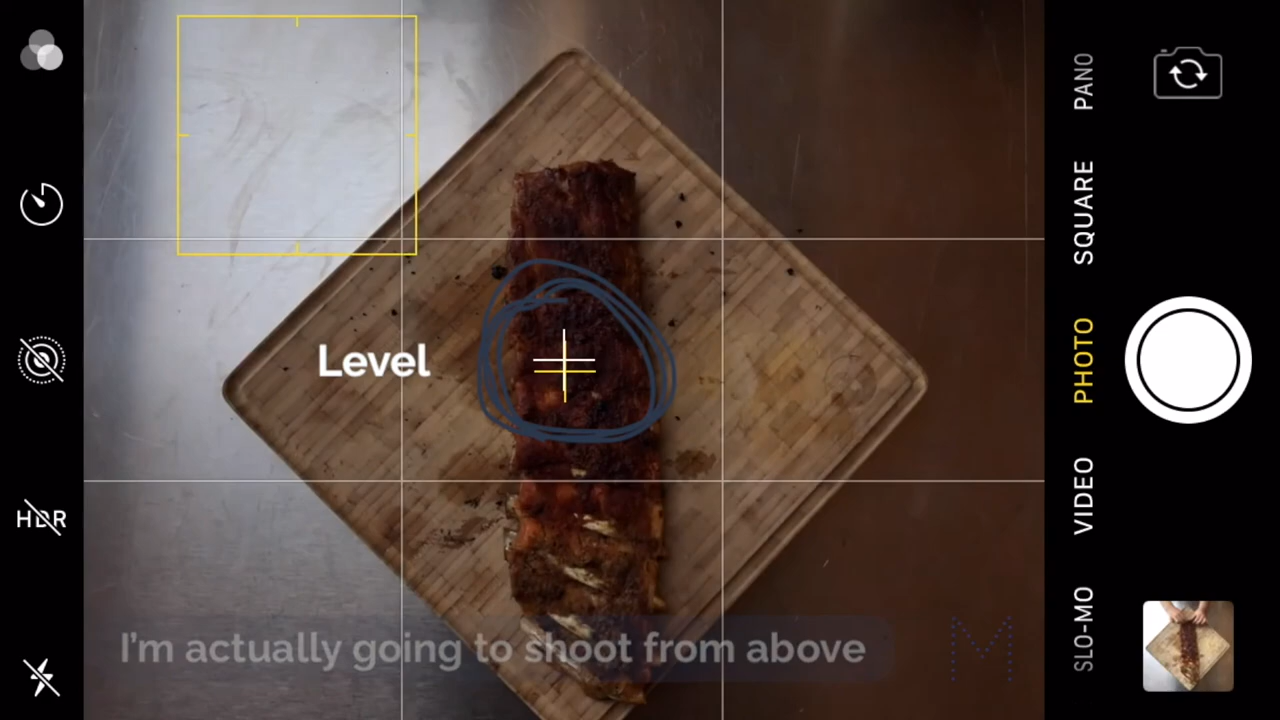 HDR
Level
I'm actually going to shoot from above
M
PANO
SQUARE
PHOTO
VIDEO
SLO-MO